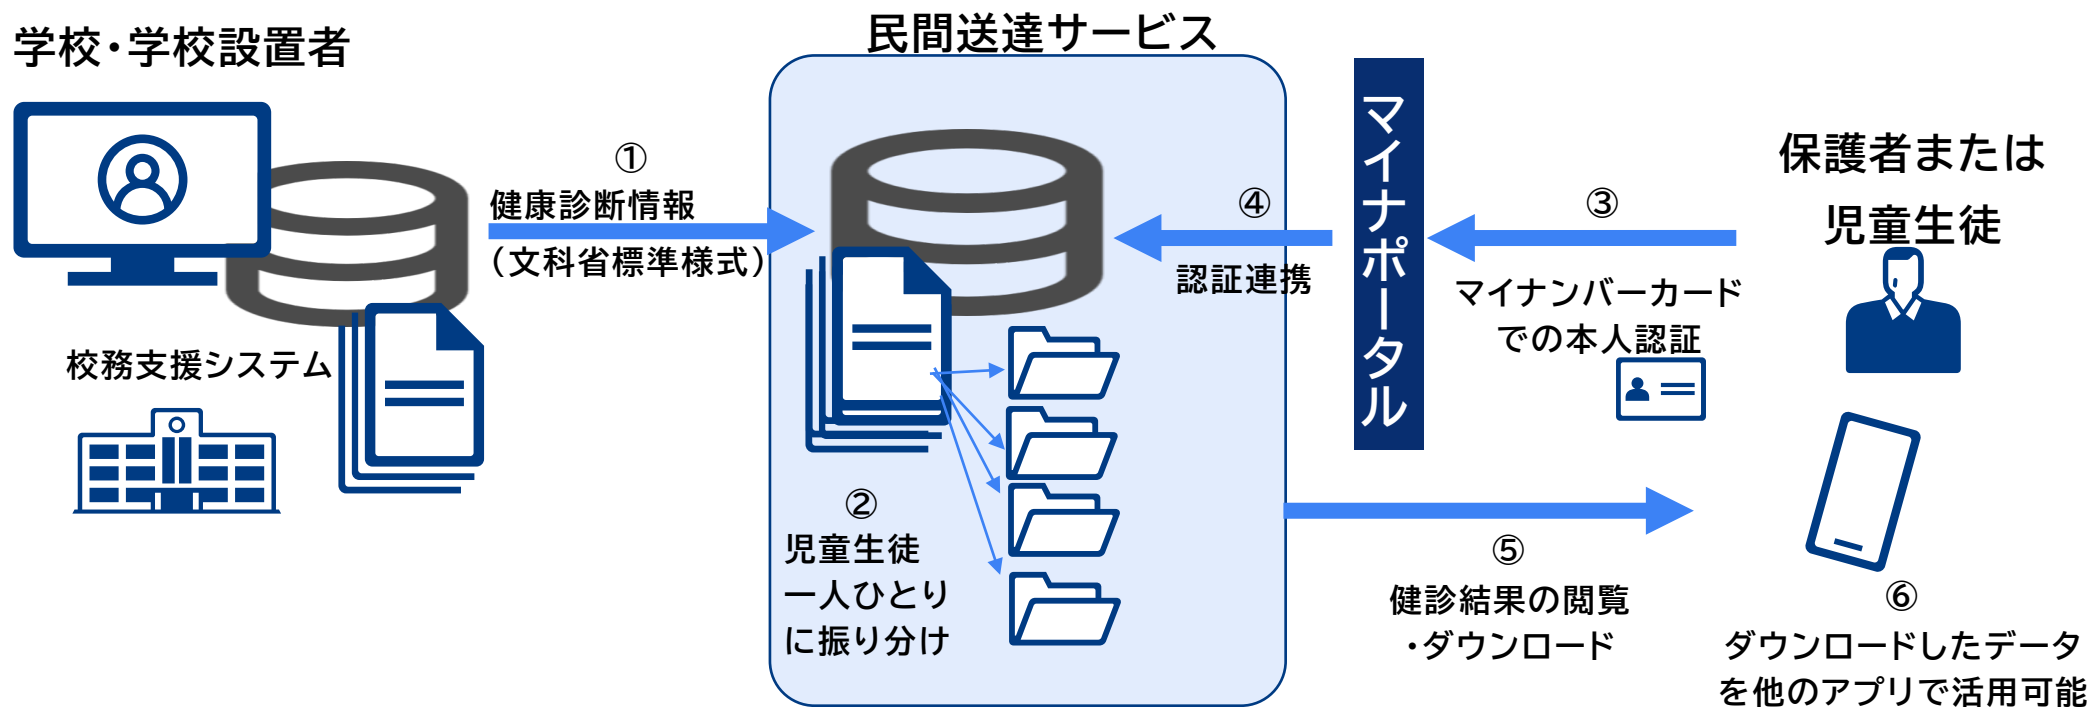 学校・学校設置者
校務支援システム
①
健康診断情報
（文科省標準様式）
民間送達サービス
②
児童生徒
一人ひとり
に振り分け
④
認証連携
マイナポータル
③
マイナンバーカード
での本人認証
保護者または
児童生徒
⑤
健診結果の閲覧
・ダウンロード
⑥
ダウンロードしたデータ
を他のアプリで活用可能